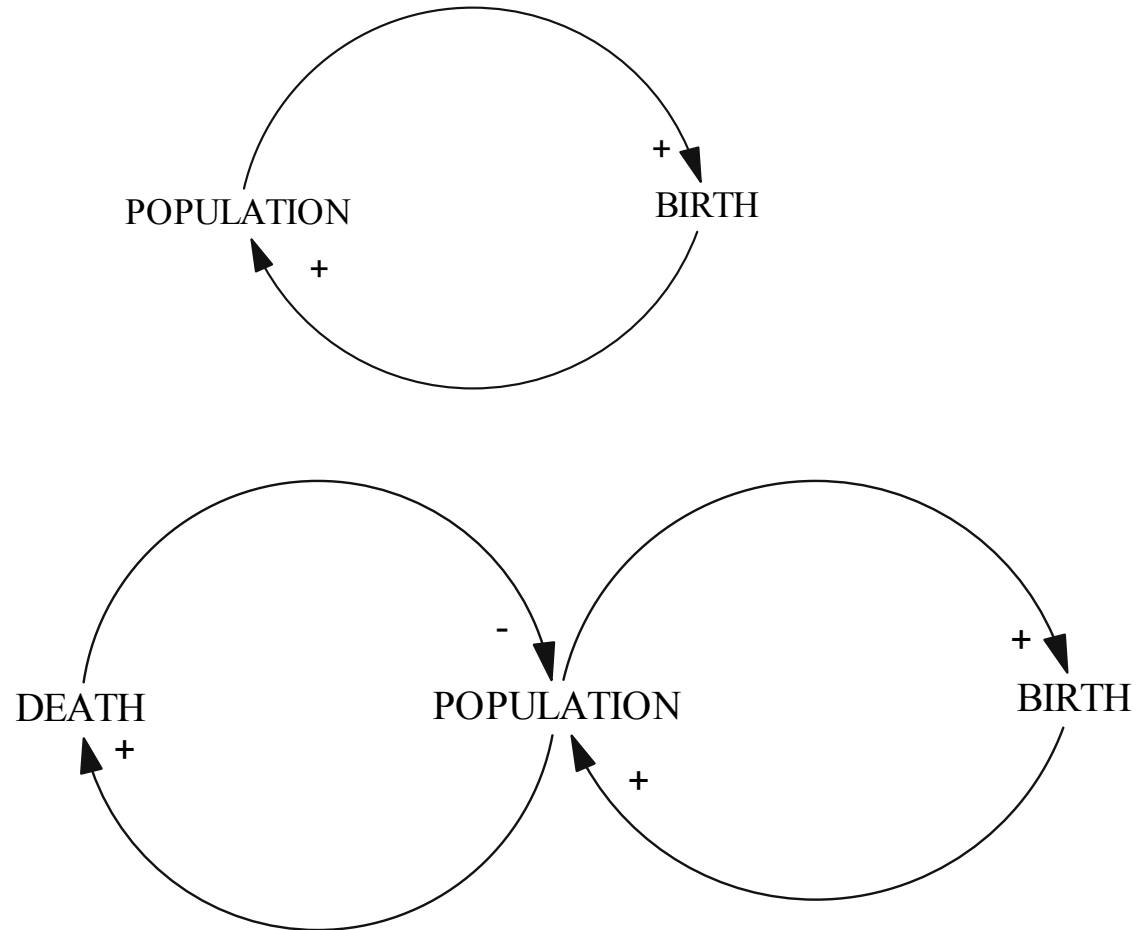 +
POPULATION
BIRTH
+
-
+
DEATH
POPULATION
BIRTH
+
+